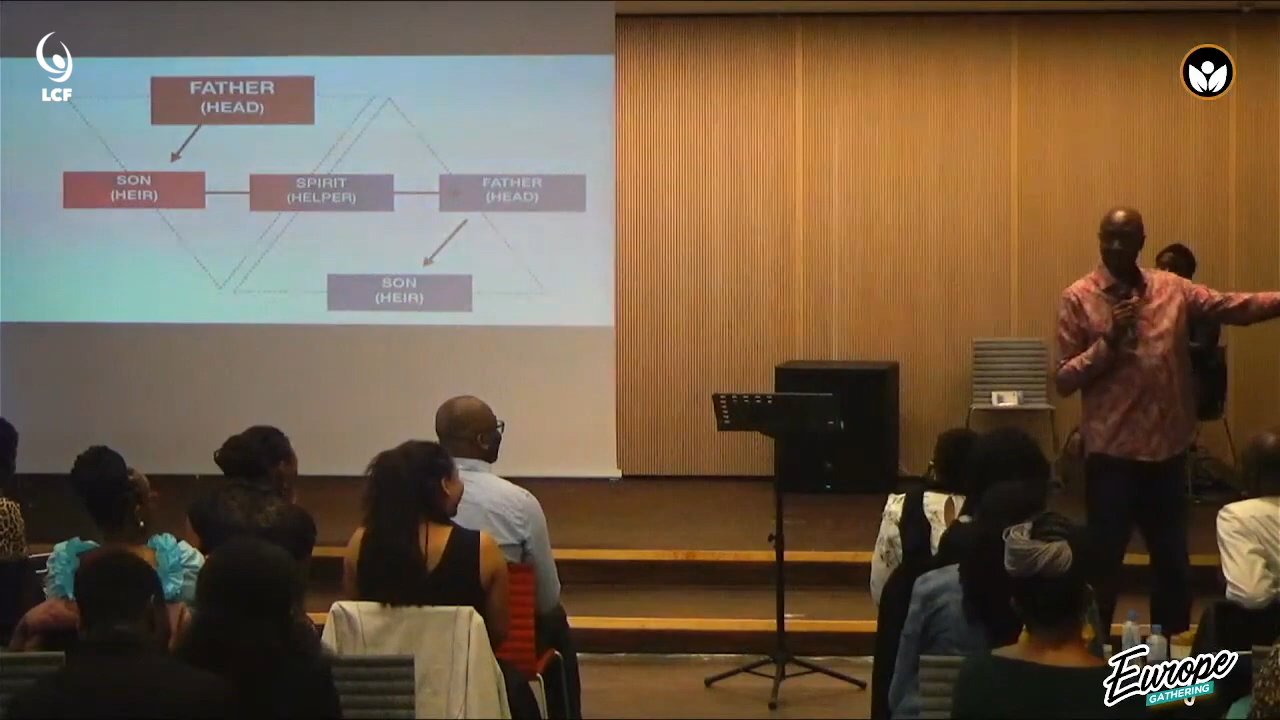 LCF
FATHER
(HEAD)
SON
(HEIR)
SPIRIT
(HELPER)
FATHER
(HEAD)
SON
(HEIR)
Europe
GATHERING